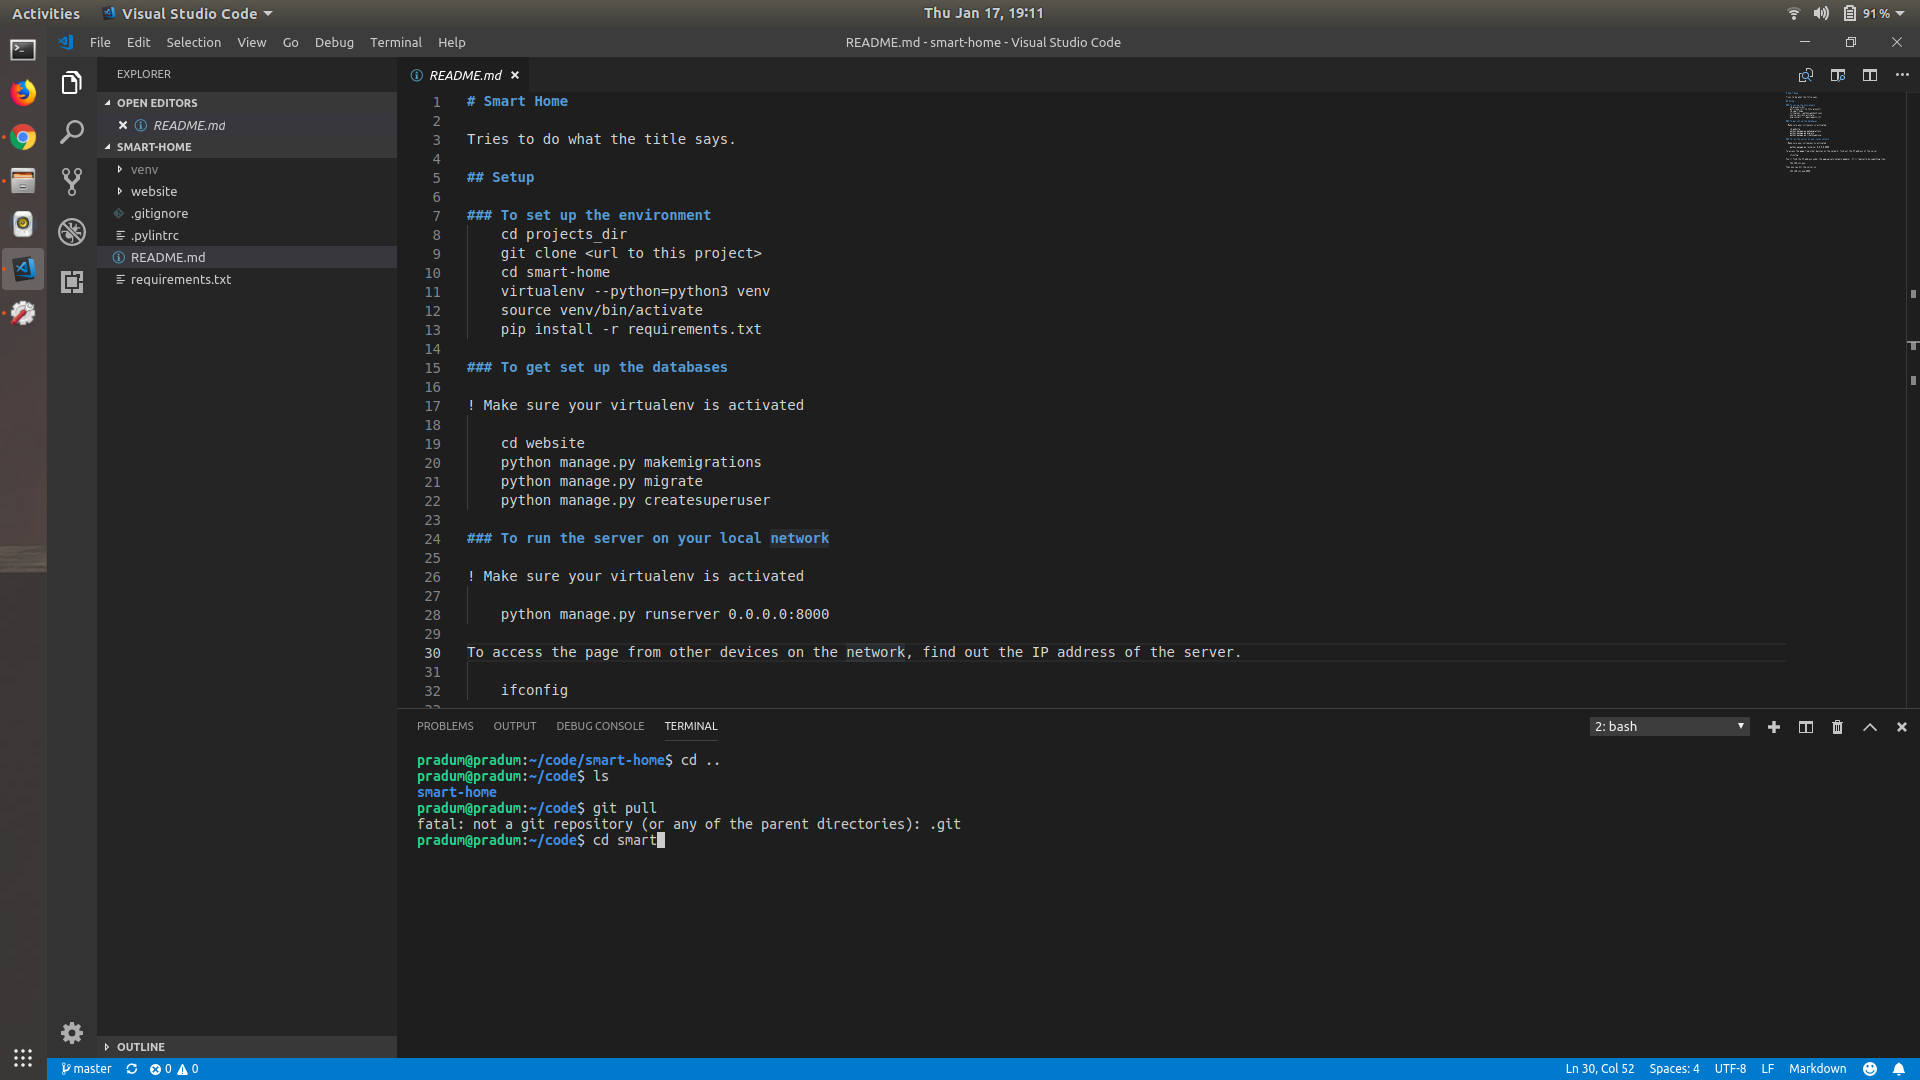 Activities
Visual Studio Code
Thu Jan 17, 19:11
91 %
File Edit Selection View Go Debug Terminal Help
README.md - smart-home - Visual Studio Code
EXPLORER
OPEN EDITORS
README.md
SMART-HOME
venv
website
.gitignore
.pylintrc
README.md
requirements.txt
OUTLINE
README.md
1 # Smart Home
2
3 Tries to do what the title says.
4
5 ## Setup
6
7 ### To set up the environment
8     cd projects_dir
9     git clone <url to this project>
10     cd smart-home
11     virtualenv --python=python3 venv
12     source venv/bin/activate
13     pip install -r requirements.txt
14
15 ### To get set up the databases
16
17 ! Make sure your virtualenv is activated
18
19     cd website
20     python manage.py makemigrations
21     python manage.py migrate
22     python manage.py createsuperuser
23
24 ### To run the server on your local network
25
26 ! Make sure your virtualenv is activated
27
28     python manage.py runserver 0.0.0.0:8000
29
30 To access the page from other devices on the network, find out the IP address of the server.
31
32     ifconfig
PROBLEMS OUTPUT DEBUG CONSOLE TERMINAL
2: bash
pradum@pradum:~/code/smart-home$ cd ..
pradum@pradum:~/code$ ls
smart-home
pradum@pradum:~/code$ git pull
fatal: not a git repository (or any of the parent directories): .git
pradum@pradum:~/code$ cd smart
master 0 0
Ln 30, Col 52 Spaces: 4 UTF-8 LF Markdown